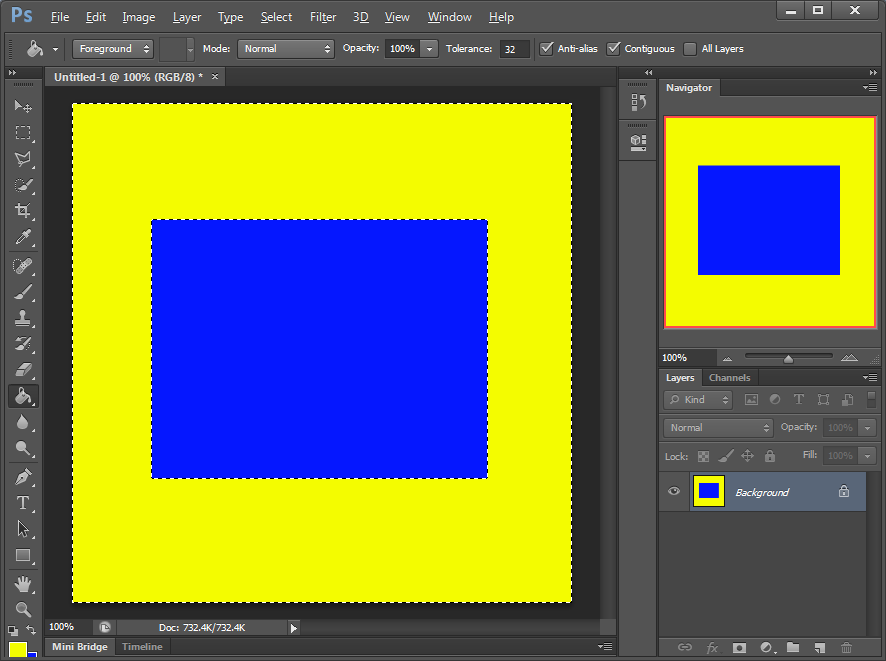 Ps File Edit Image Layer Type Select Filter 3D View Window Help
Foreground Mode: Normal Opacity: 100% Tolerance: 32 Anti-alias Contiguous All Layers
Untitled-1 @ 100% (RGB/8) * ×
Navigator
100%
Layers Channels
Kind
Normal Opacity: 100%
Lock: Fill: 100%
Background
fx
100% Doc: 732.4K/732.4K
Mini Bridge Timeline